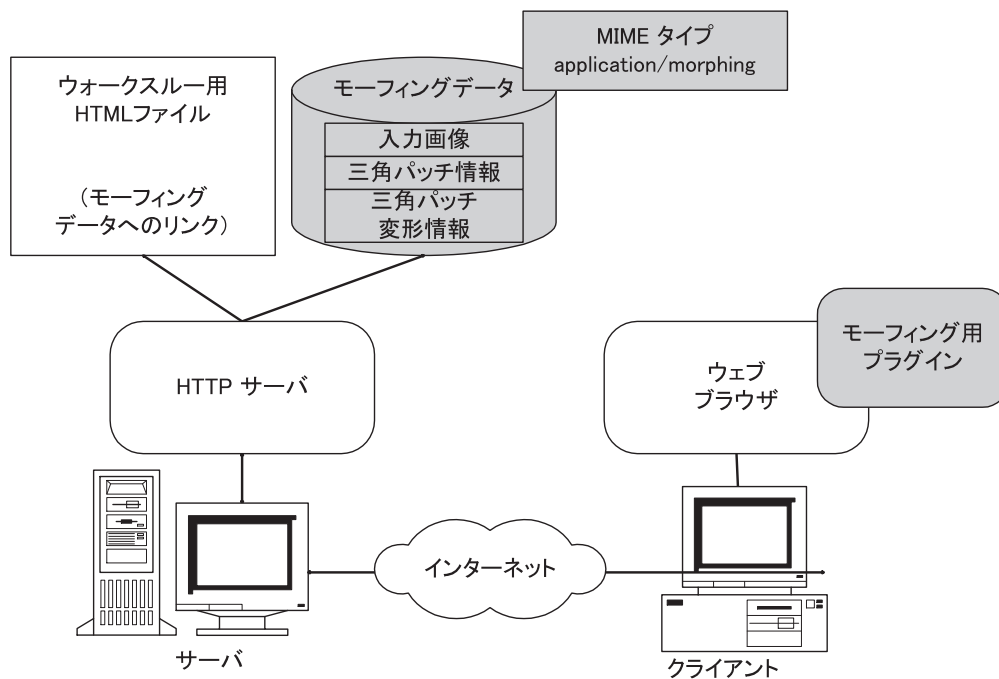 MIME タイプ
application/morphing
ウォークスルー用
HTMLファイル
（モーフィング
データへのリンク）
モーフィングデータ
入力画像
三角パッチ情報
三角パッチ
変形情報
HTTP サーバ
ウェブ
ブラウザ
モーフィング用
プラグイン
インターネット
サーバ
クライアント